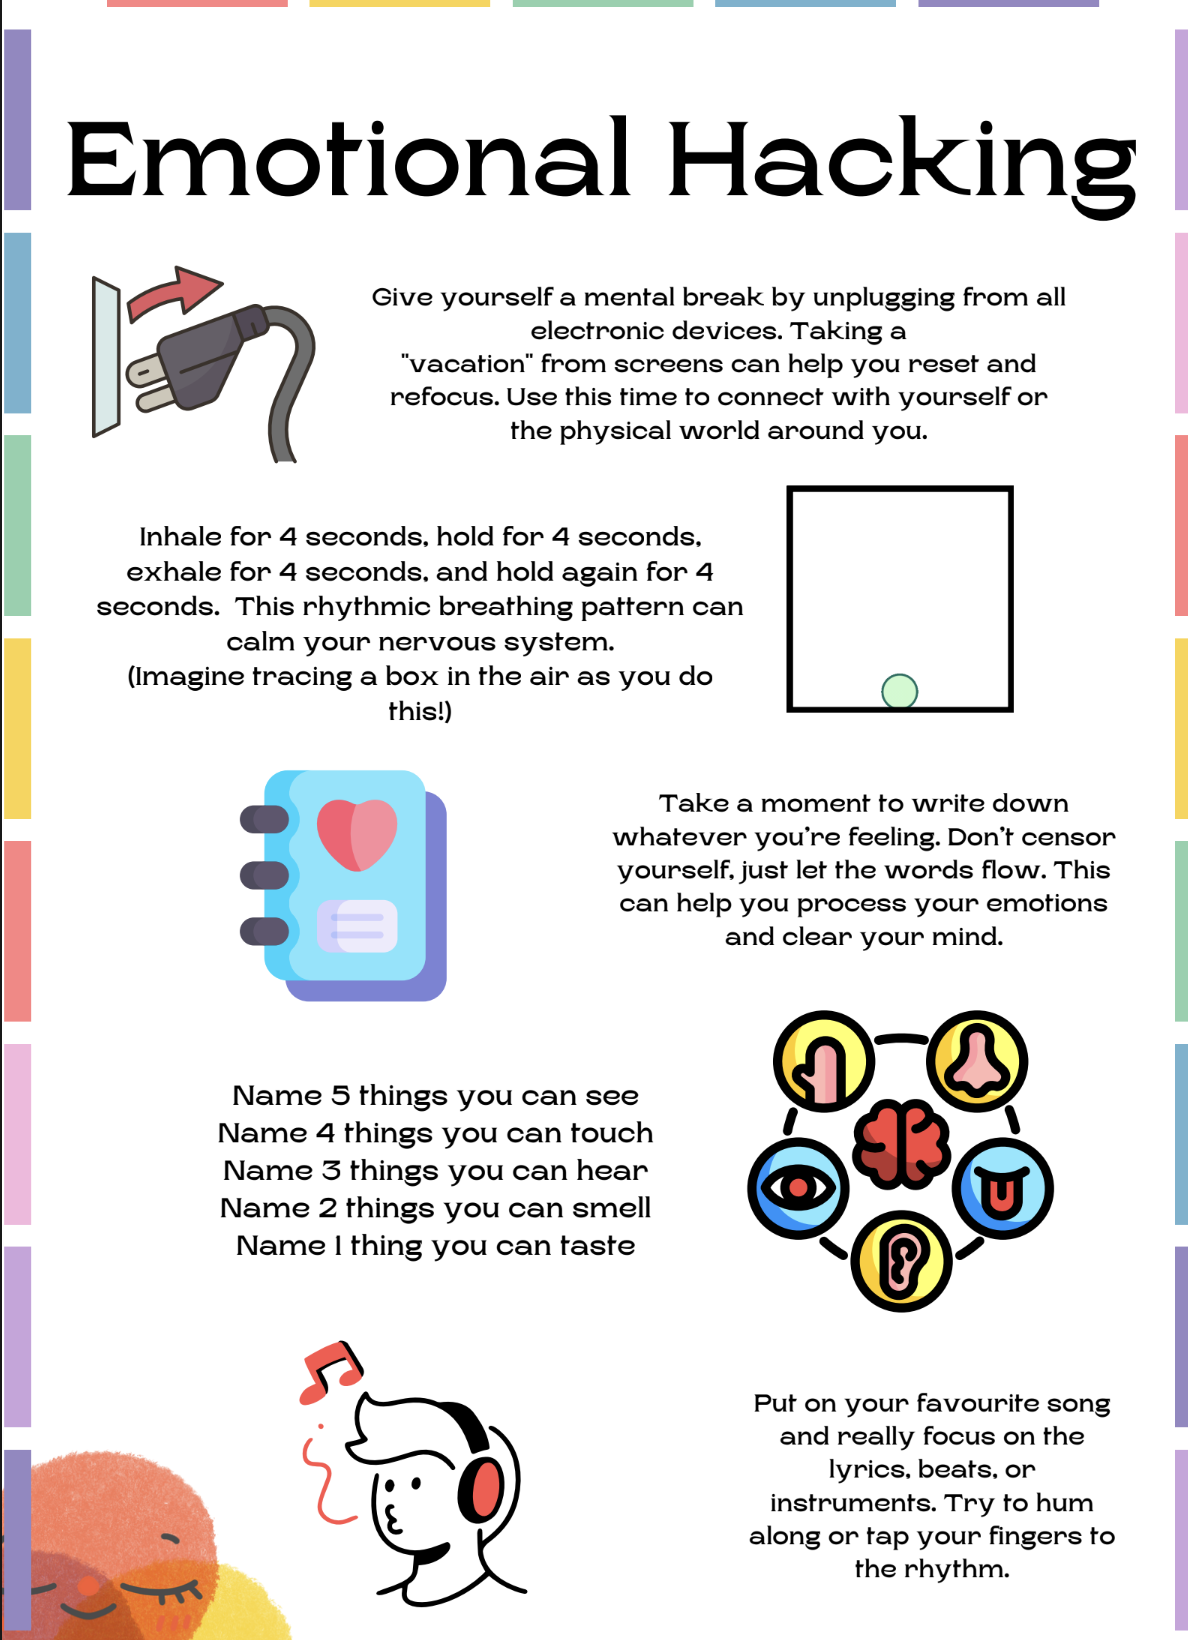 Emotional Hacking
Give yourself a mental break by unplugging from all
electronic devices. Taking a
"vacation" from screens can help you reset and
refocus. Use this time to connect with yourself or
the physical world around you.
Inhale for 4 seconds, hold for 4 seconds,
exhale for 4 seconds, and hold again for 4
seconds.  This rhythmic breathing pattern can
calm your nervous system.
(Imagine tracing a box in the air as you do
this!)
Take a moment to write down
whatever you’re feeling. Don’t censor
yourself, just let the words flow. This
can help you process your emotions
and clear your mind.
Name 5 things you can see
Name 4 things you can touch
Name 3 things you can hear
Name 2 things you can smell
Name 1 thing you can taste
Put on your favourite song
and really focus on the
lyrics, beats, or
instruments. Try to hum
along or tap your fingers to
the rhythm.